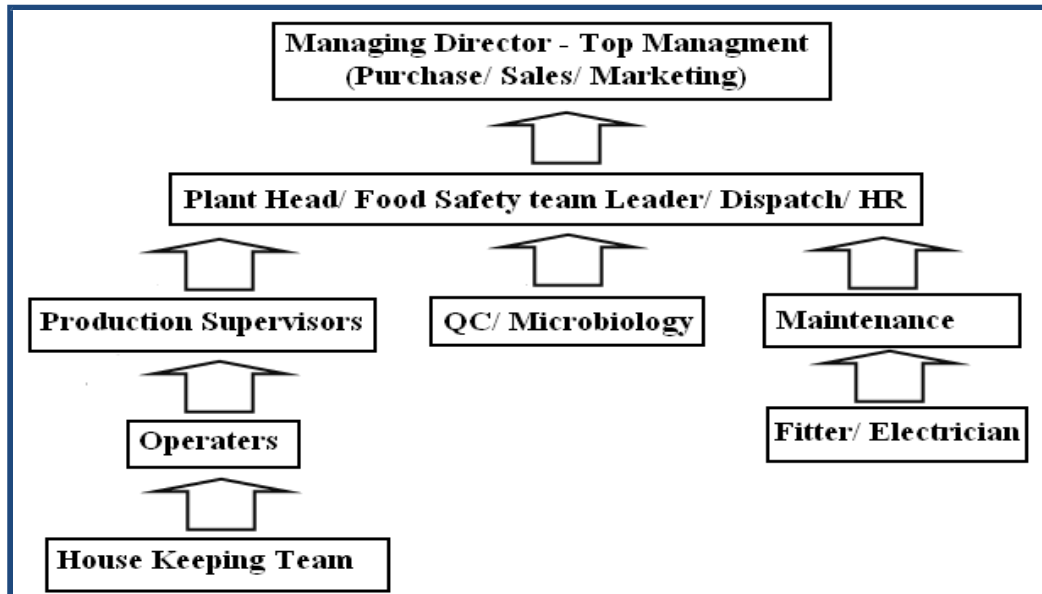 Managing Director - Top Managment
(Purchase/ Sales/ Marketing)
Plant Head/ Food Safety team Leader/ Dispatch/ HR
Production Supervisors
QC/ Microbiology
Maintenance
Operaters
Fitter/ Electrician
House Keeping Team